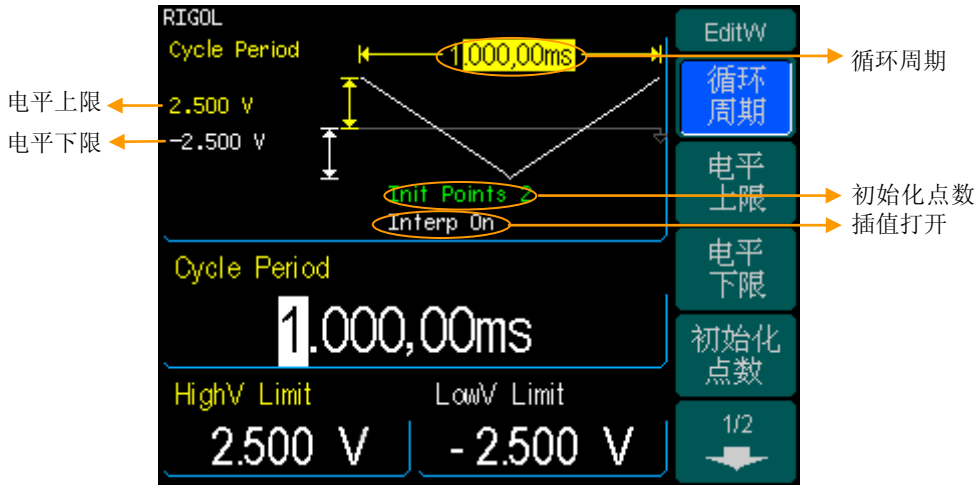 RIGOL
Cycle Period
1.000,00ms
2.500 V
-2.500 V
Init Points 2
Interp On
Cycle Period
1.000,00ms
HighV Limit
LowV Limit
2.500 V
- 2.500 V
EditW
循环
周期
电平
上限
电平
下限
初始化
点数
1/2
电平上限
电平下限
循环周期
初始化点数
插值打开